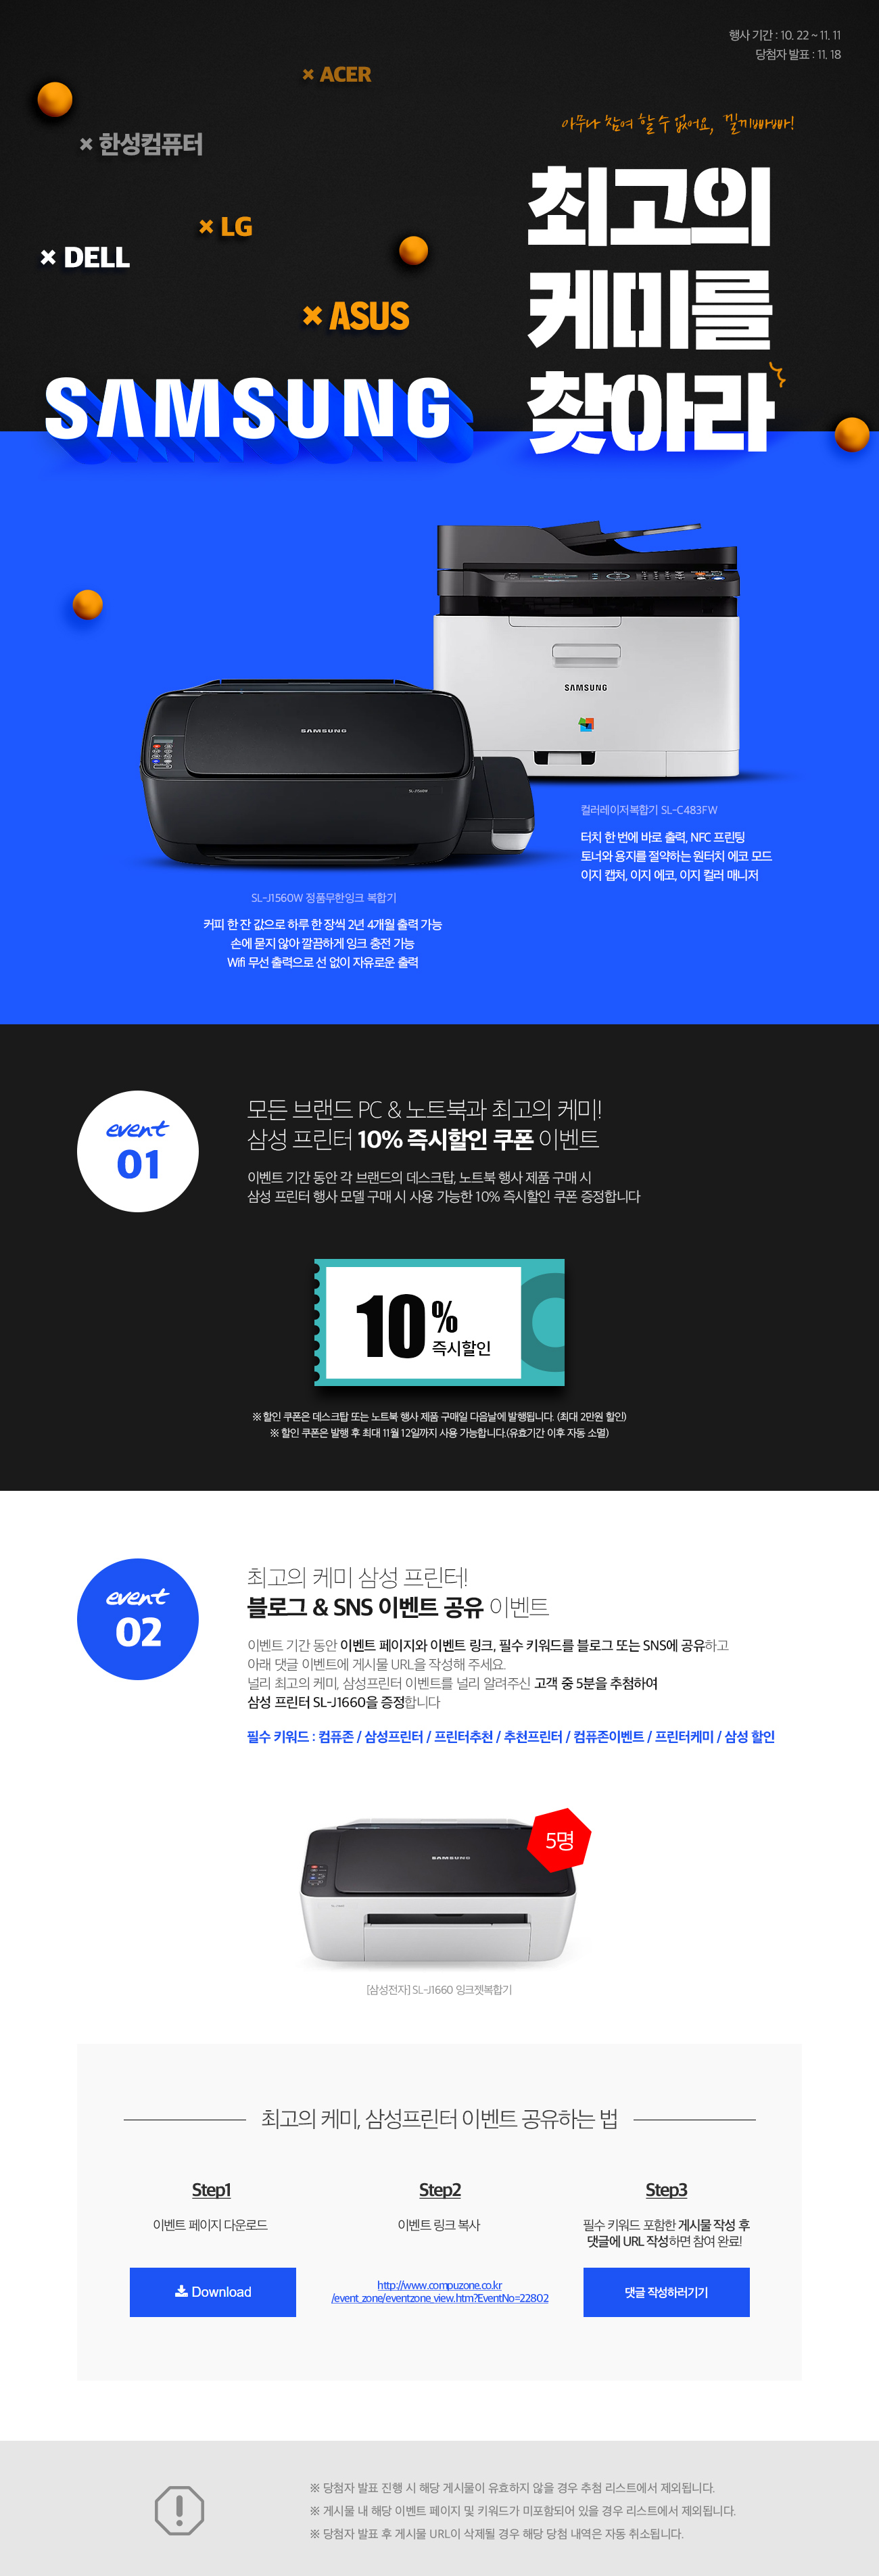 행사 기간 : 10. 22 ~ 11. 11
당첨자 발표 : 11. 18
× ACER
× 한성컴퓨터
× LG
× DELL
× ASUS
SAMSUNG
아무나 참여 할 수 없어요, 낄끼빠빠!
최고의
케미를
찾아라
SAMSUNG
SAMSUNG
컬러레이저복합기 SL-C483FW
터치 한 번에 바로 출력, NFC 프린팅
토너와 용지를 절약하는 원터치 에코 모드
이지 캡처, 이지 에코, 이지 컬러 매니저
SL-J1560W 정품무한잉크 복합기
커피 한 잔 값으로 하루 한 장씩 2년 4개월 출력 가능
손에 묻지 않아 깔끔하게 잉크 충전 가능
Wifi 무선 출력으로 선 없이 자유로운 출력
event
01
모든 브랜드 PC & 노트북과 최고의 케미!
삼성 프린터 10% 즉시할인 쿠폰 이벤트
이벤트 기간 동안 각 브랜드의 데스크탑, 노트북 행사 제품 구매 시
삼성 프린터 행사 모델 구매 시 사용 가능한 10% 즉시할인 쿠폰 증정합니다
10%
즉시할인
※ 할인 쿠폰은 데스크탑 또는 노트북 행사 제품 구매일 다음날에 발행됩니다. (최대 2만원 할인)
※ 할인 쿠폰은 발행 후 최대 11월 12일까지 사용 가능합니다.(유효기간 이후 자동 소멸)
event
02
최고의 케미 삼성 프린터!
블로그 & SNS 이벤트 공유 이벤트
이벤트 기간 동안 이벤트 페이지와 이벤트 링크, 필수 키워드를 블로그 또는 SNS에 공유하고
아래 댓글 이벤트에 게시물 URL을 작성해 주세요.
널리 최고의 케미, 삼성프린터 이벤트를 널리 알려주신 고객 중 5분을 추첨하여
삼성 프린터 SL-J1660을 증정합니다
필수 키워드 : 컴퓨존 / 삼성프린터 / 프린터추천 / 추천프린터 / 컴퓨존이벤트 / 프린터케미 / 삼성 할인
5명
SAMSUNG
[삼성전자] SL-J1660 잉크젯복합기
최고의 케미, 삼성프린터 이벤트 공유하는 법
Step1
이벤트 페이지 다운로드
Download
Step2
이벤트 링크 복사
http://www.compuzone.co.kr
/event_zone/eventzone_view.htm?EventNo=22802
Step3
필수 키워드 포함한 게시물 작성 후
댓글에 URL 작성하면 참여 완료!
댓글 작성하러기기
※ 당첨자 발표 진행 시 해당 게시물이 유효하지 않을 경우 추첨 리스트에서 제외됩니다.
※ 게시물 내 해당 이벤트 페이지 및 키워드가 미포함되어 있을 경우 리스트에서 제외됩니다.
※ 당첨자 발표 후 게시물 URL이 삭제될 경우 해당 당첨 내역은 자동 취소됩니다.